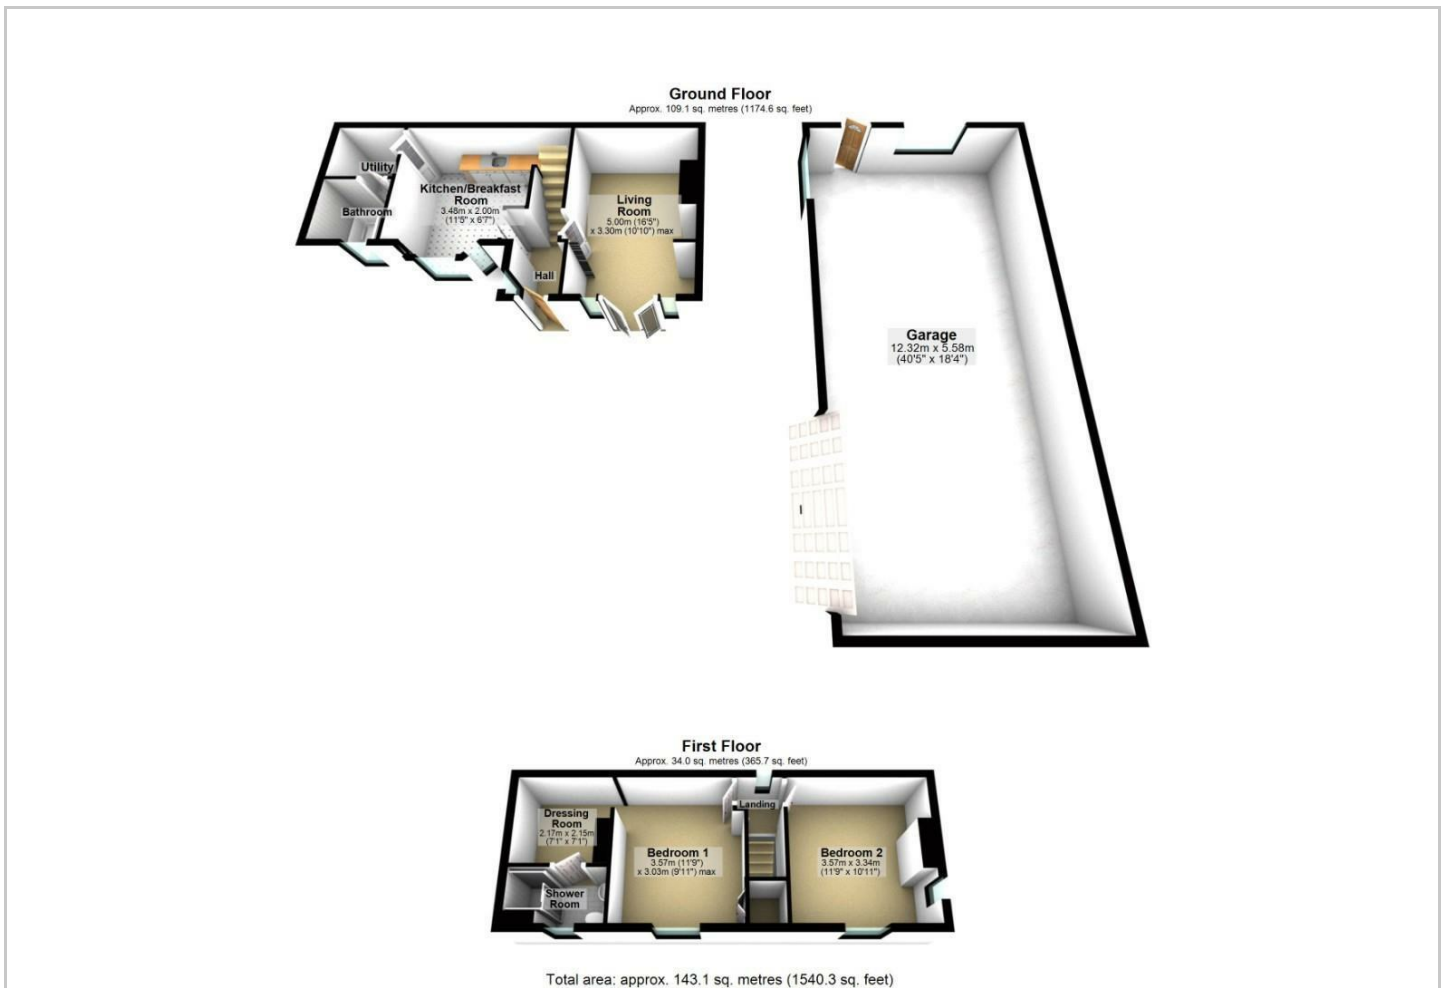 Ground Floor
Approx. 109.1 sq. metres (1174.6 sq. feet)
Utility
Kitchen/Breakfast
Room
3.48m x 2.00m
(11'5" x 6'7")
Bathroom
Living
Room
5.00m (16'5")
x 3.30m (10'10") max
Hall
Garage
12.32m x 5.58m
(40'5" x 18'4")
First Floor
Approx. 34.0 sq. metres (365.7 sq. feet)
Landing
Dressing
Room
2.17m x 2.15m
(7'1" x 7'1")
Bedroom 1
3.57m (11'9")
x 3.03m (9'11") max
Bedroom 2
3.57m x 3.34m
(11'9" x 10'11")
Shower
Room
Total area: approx. 143.1 sq. metres (1540.3 sq. feet)